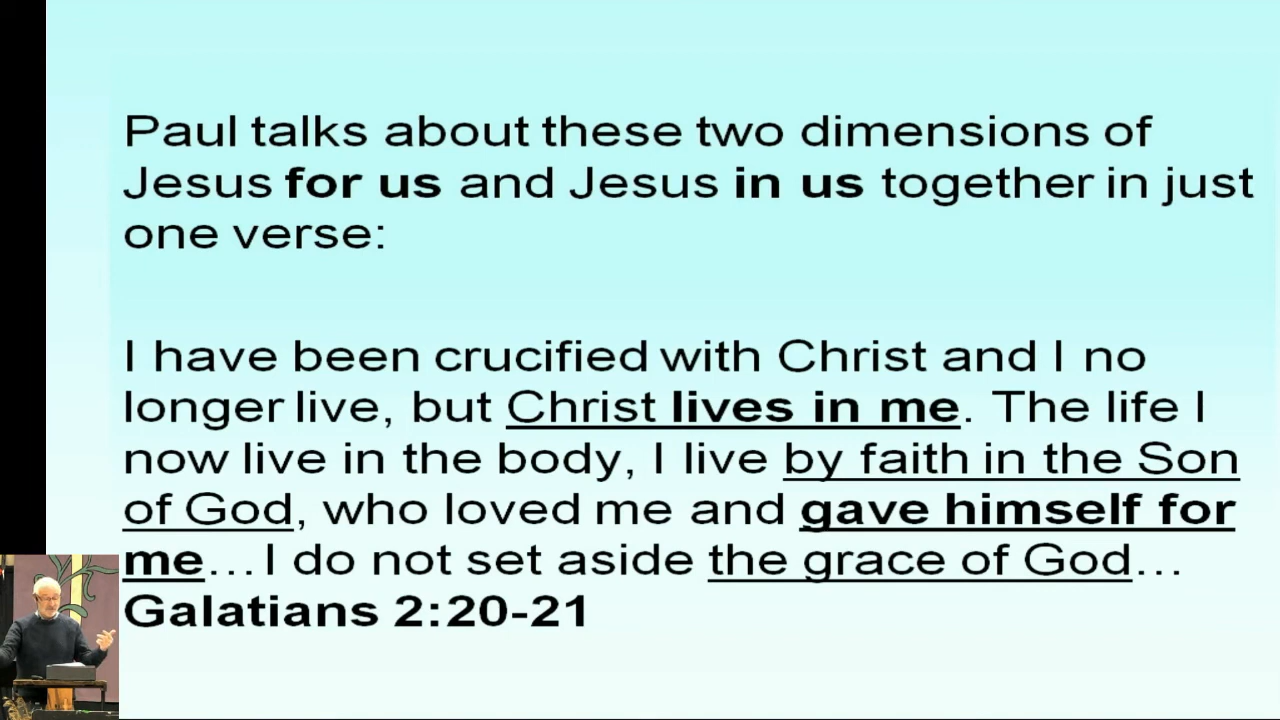 Paul talks about these two dimensions of
Jesus for us and Jesus in us together in just
one verse:
I have been crucified with Christ and I no
longer live, but Christ lives in me. The life I
now live in the body, I live by faith in the Son
of God, who loved me and gave himself for
me…I do not set aside the grace of God…
Galatians 2:20-21